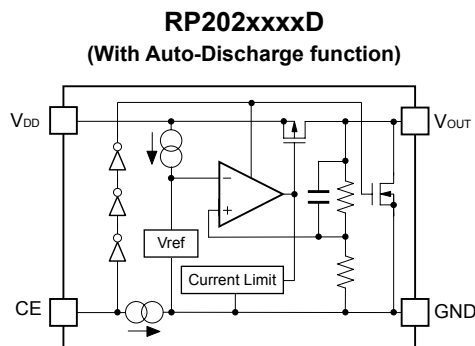 RP202xxxxD
(With Auto-Discharge function)
VDD
VOUT
−
+
Vref
Current Limit
CE
GND